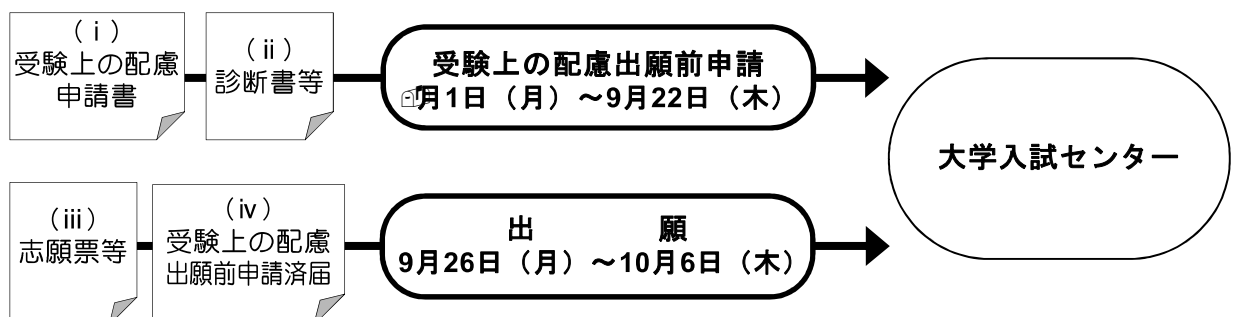 （ⅰ）
受験上の配慮
申請書
（ⅱ）
診断書等
受験上の配慮出願前申請
月1日（月）～9月22日（木）
（ⅲ）
志願票等
（ⅳ）
受験上の配慮
出願前申請済届
出　　　願
9月26日（月）～10月6日（木）
大学入試センター